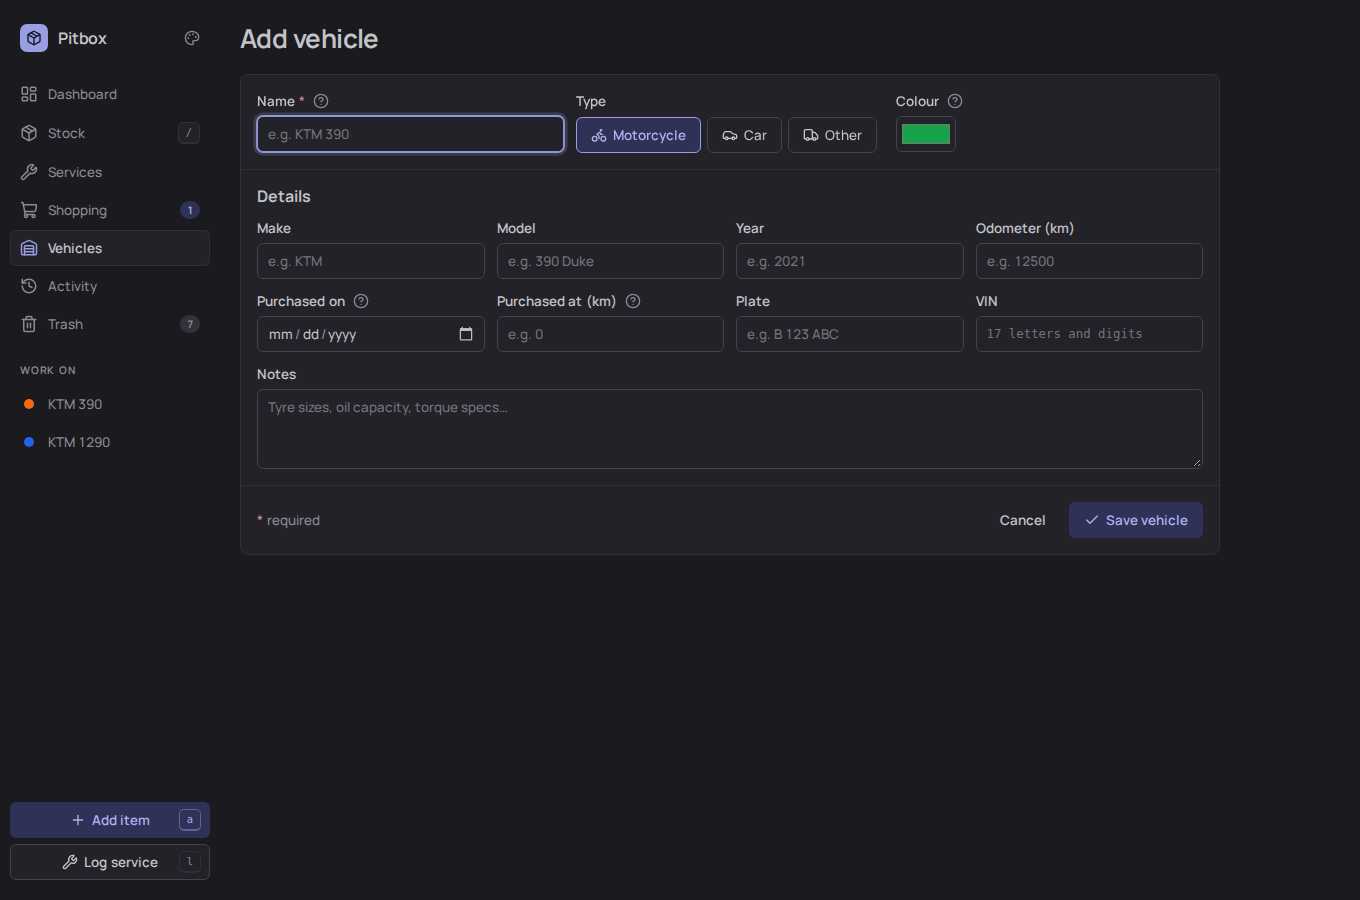 Pitbox
Dashboard
Stock /
Services
Shopping 1
Vehicles
Activity
Trash 7
WORK ON
KTM 390
KTM 1290
Add item a
Log service l
Add vehicle
Name * Type Colour
e.g. KTM 390 Motorcycle Car Other
Details
Make Model Year Odometer (km)
e.g. KTM e.g. 390 Duke e.g. 2021 e.g. 12500
Purchased on Purchased at (km) Plate VIN
mm/dd/yyyy e.g. 0 e.g. B 123 ABC 17 letters and digits
Notes
Tyre sizes, oil capacity, torque specs…
* required Cancel Save vehicle